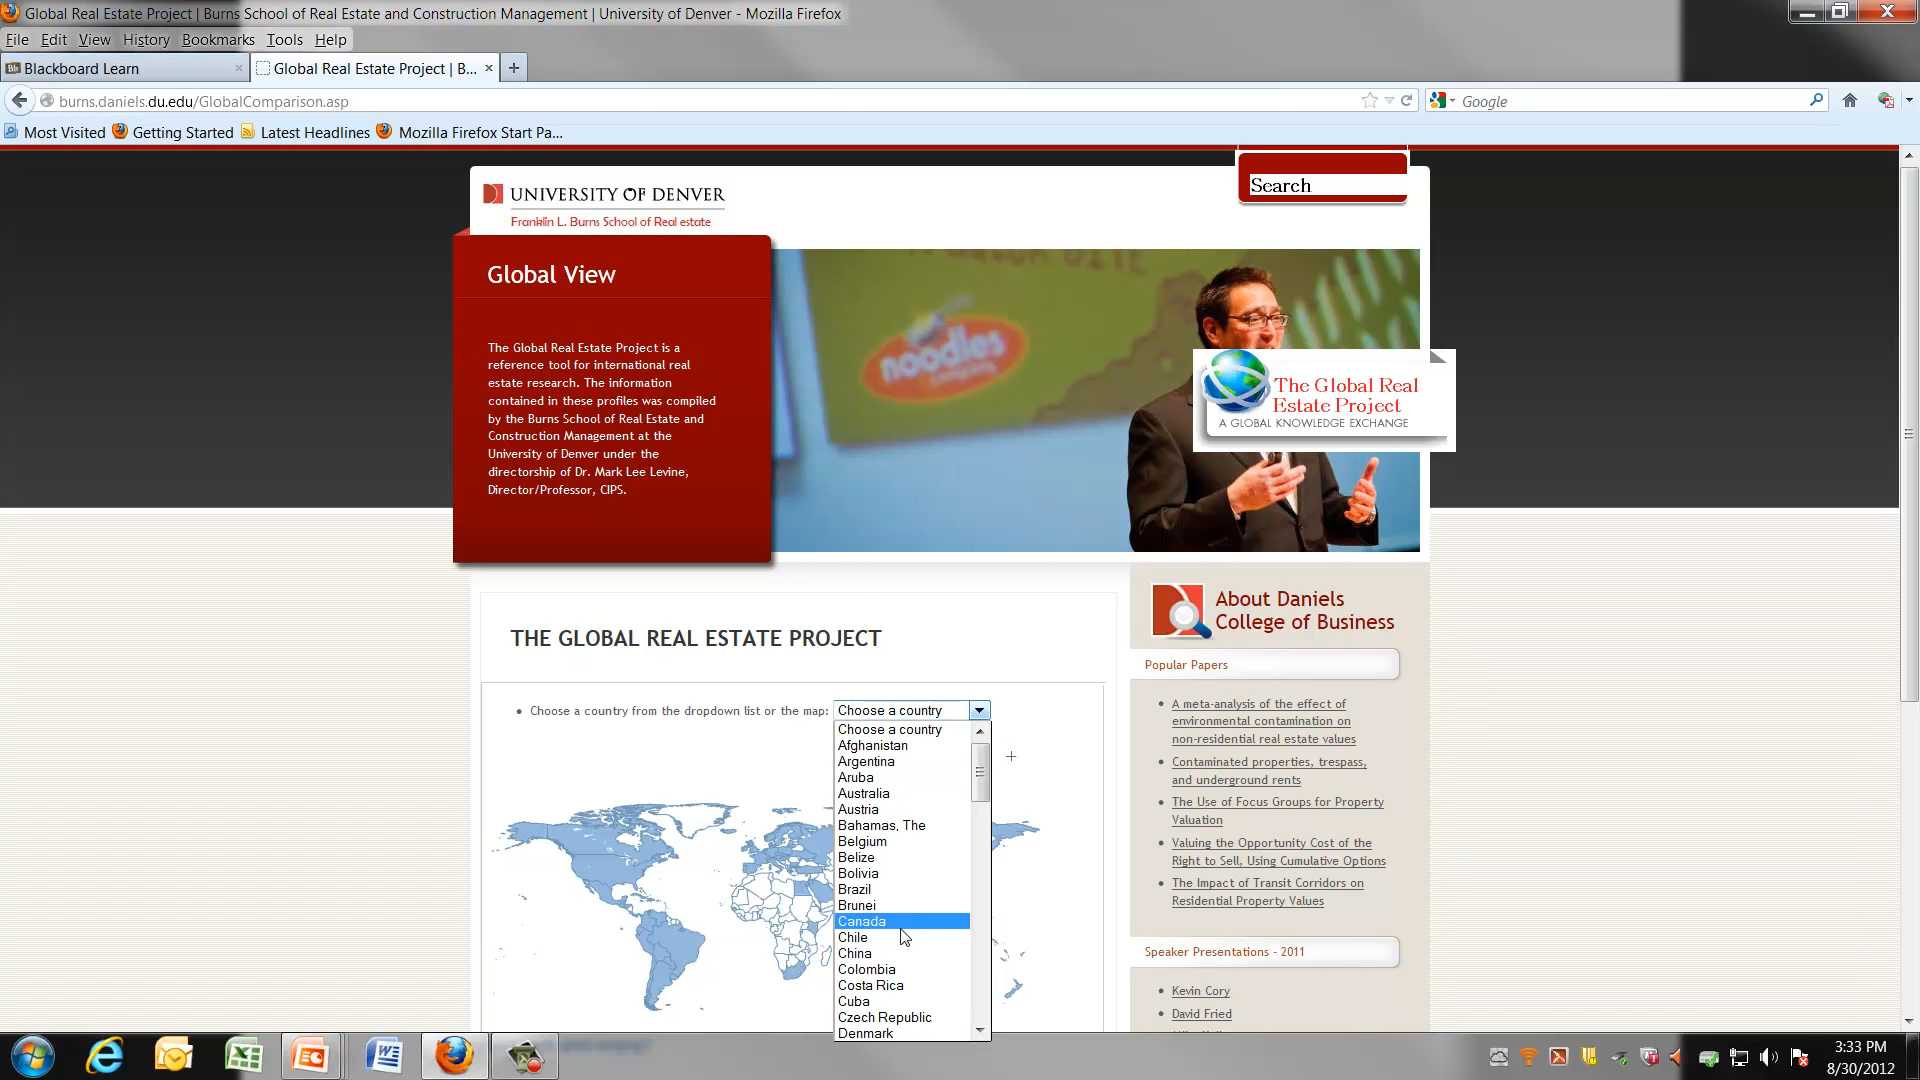 Global Real Estate Project | Burns School of Real Estate and Construction Management | University of Denver - Mozilla Firefox
File Edit View History Bookmarks Tools Help
Blackboard Learn
Global Real Estate Project | B...
burns.daniels.du.edu/GlobalComparison.asp
Google
Most Visited Getting Started Latest Headlines Mozilla Firefox Start Pa...
Search
UNIVERSITY OF DENVER
Franklin L. Burns School of Real estate
Global View
The Global Real Estate Project is a
reference tool for international real
estate research. The information
contained in these profiles was compiled
by the Burns School of Real Estate and
Construction Management at the
University of Denver under the
directorship of Dr. Mark Lee Levine,
Director/Professor, CIPS.
noodles
company
The Global Real
Estate Project
A GLOBAL KNOWLEDGE EXCHANGE
THE GLOBAL REAL ESTATE PROJECT
• Choose a country from the dropdown list or the map: Choose a country
Choose a country
Afghanistan
Argentina
Aruba
Australia
Austria
Bahamas, The
Belgium
Belize
Bolivia
Brazil
Brunei
Canada
Chile
China
Colombia
Costa Rica
Cuba
Czech Republic
Denmark
About Daniels
College of Business
Popular Papers
• A meta-analysis of the effect of
environmental contamination on
non-residential real estate values
• Contaminated properties, trespass,
and underground rents
• The Use of Focus Groups for Property
Valuation
• Valuing the Opportunity Cost of the
Right to Sell, Using Cumulative Options
• The Impact of Transit Corridors on
Residential Property Values
Speaker Presentations - 2011
• Kevin Cory
• David Fried
3:33 PM
8/30/2012